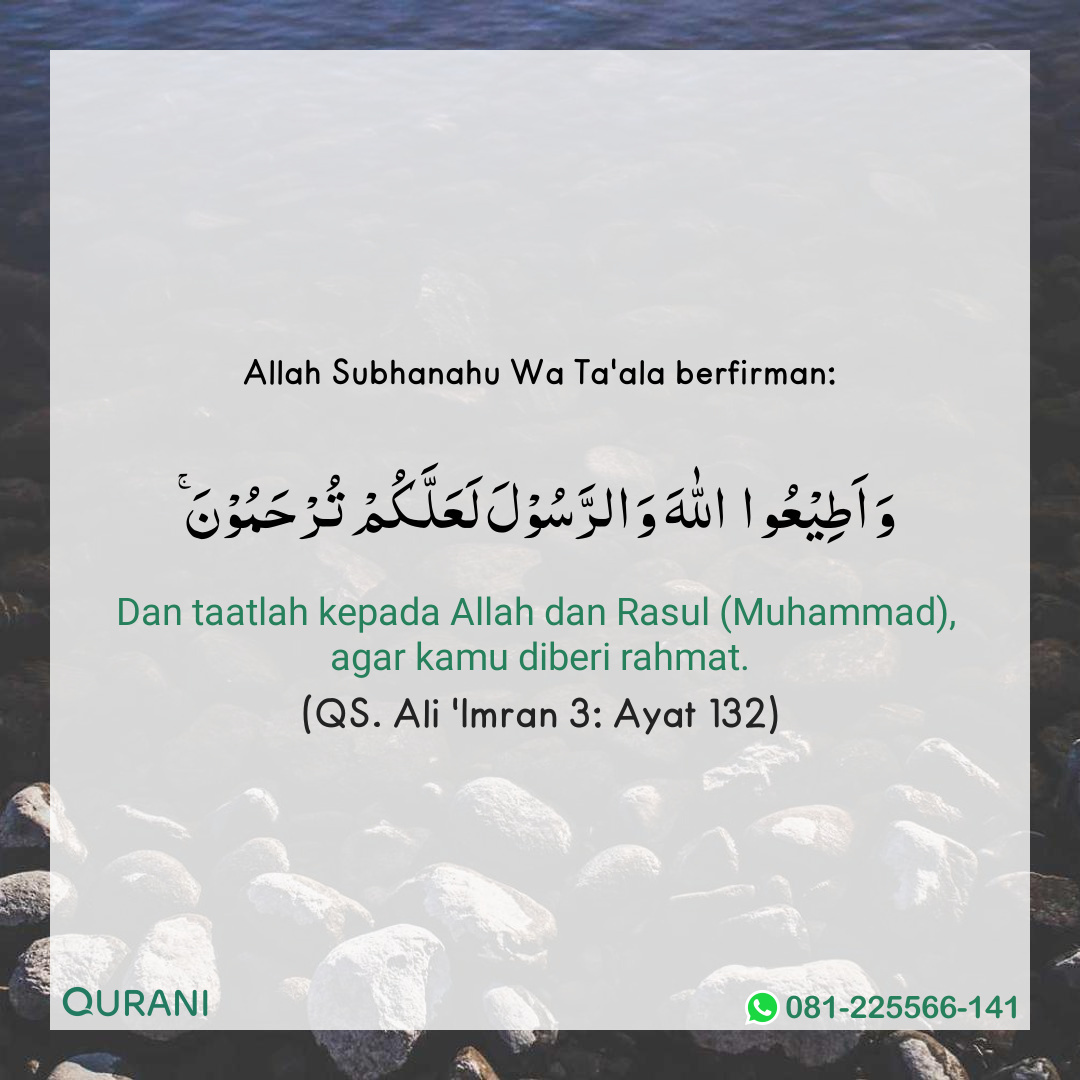 Allah Subhanahu Wa Ta'ala berfirman:
وَاَطِيْعُوا اللّٰهَ وَالرَّسُوْلَ لَعَلَّكُمْ تُرْحَمُوْنَۚ
Dan taatlah kepada Allah dan Rasul (Muhammad),
agar kamu diberi rahmat.
(QS. Ali 'Imran 3: Ayat 132)
QURANI
081-225566-141